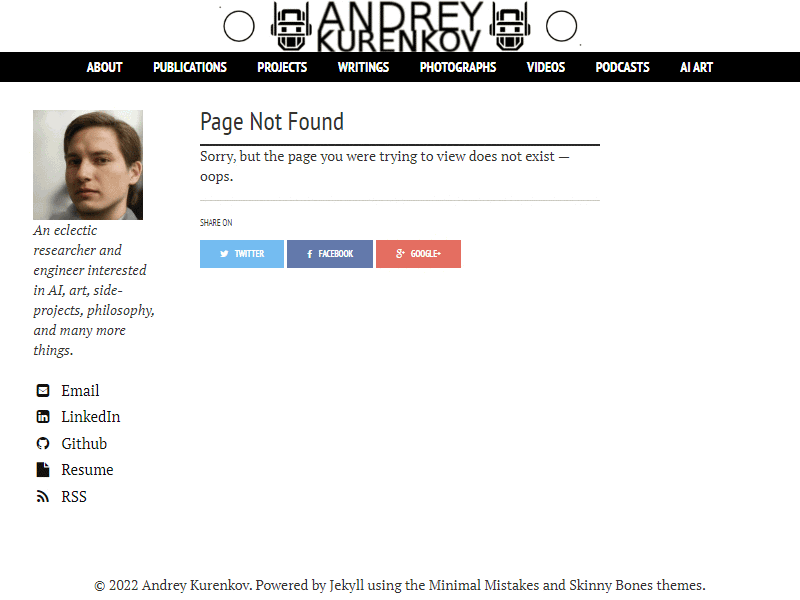 ANDREY
KURENKOV
ABOUT PUBLICATIONS PROJECTS WRITINGS PHOTOGRAPHS VIDEOS PODCASTS AI ART
Page Not Found
Sorry, but the page you were trying to view does not exist —
oops.
SHARE ON
TWITTER FACEBOOK GOOGLE+
An eclectic
researcher and
engineer interested
in AI, art, side-
projects, philosophy,
and many more
things.
Email
LinkedIn
Github
Resume
RSS
© 2022 Andrey Kurenkov. Powered by Jekyll using the Minimal Mistakes and Skinny Bones themes.